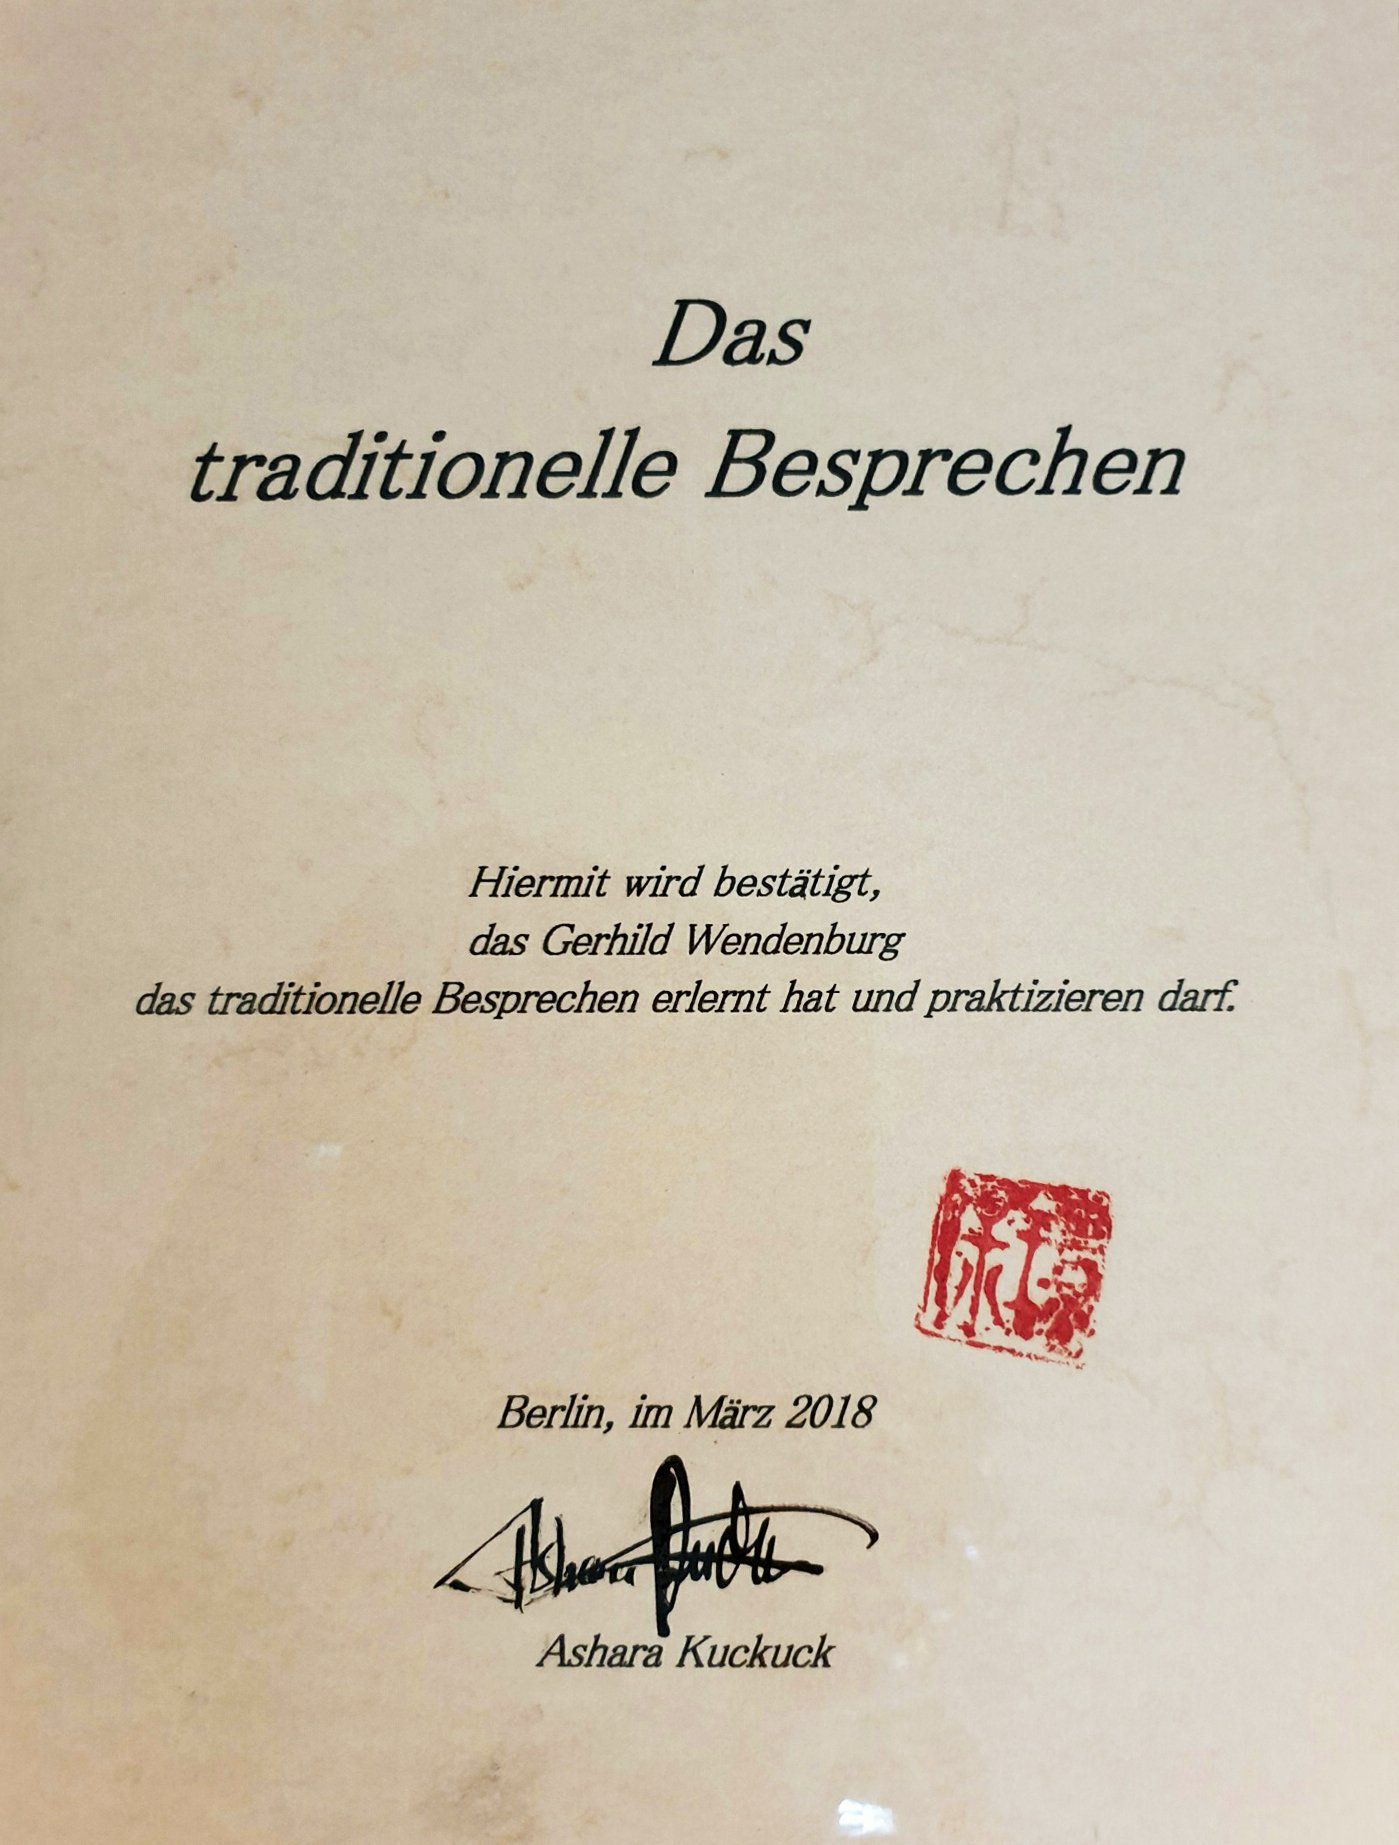 Das
traditionelle Besprechen
Hiermit wird bestätigt,
das Gerhild Wendenburg
das traditionelle Besprechen erlernt hat und praktizieren darf.
Berlin, im März 2018
Ashara Kuckuck